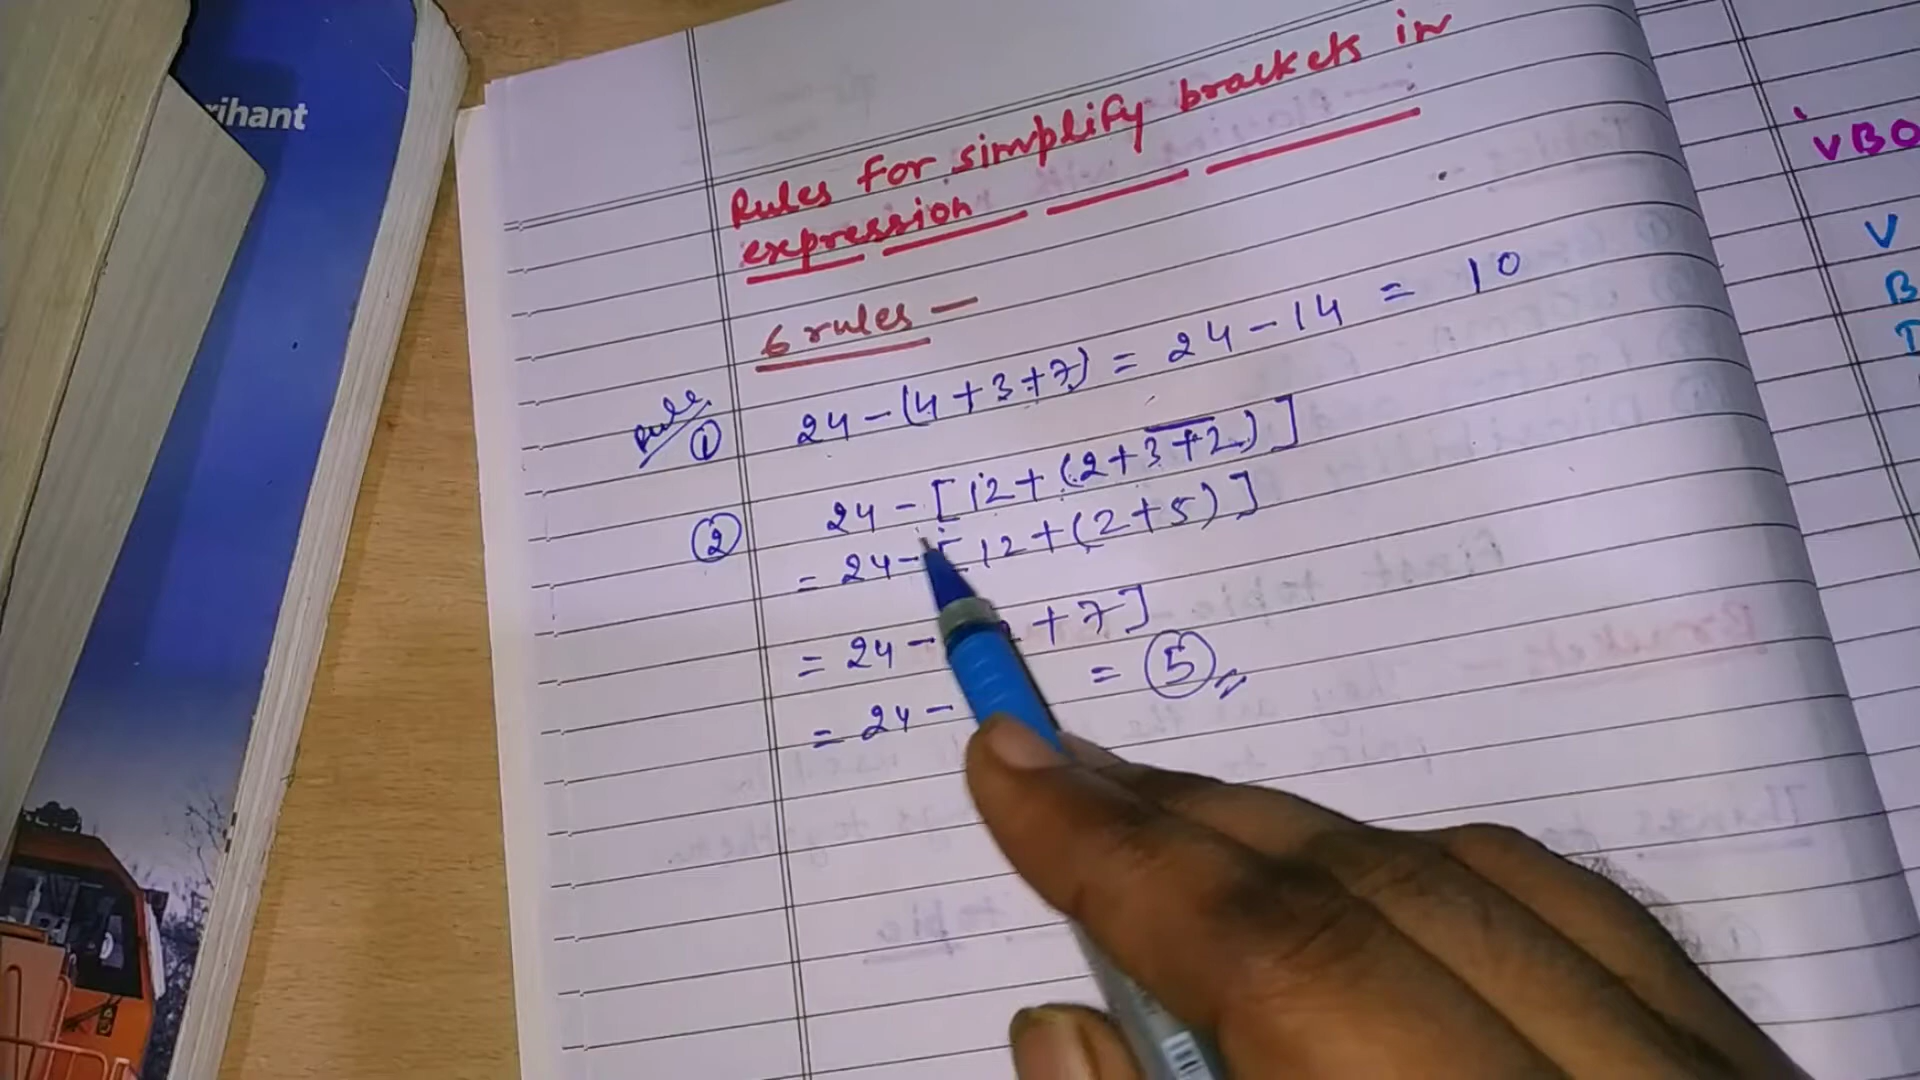 rihant
Rules for simplify brackets in
expression
6 rules -
Rule
① 24-(4+3+7) = 24-14 = 10
② 24-[12+(2+3+2)]
= 24-[12+(2+5)]
= 24- +7]
= 24- = 5
VBO
V
B